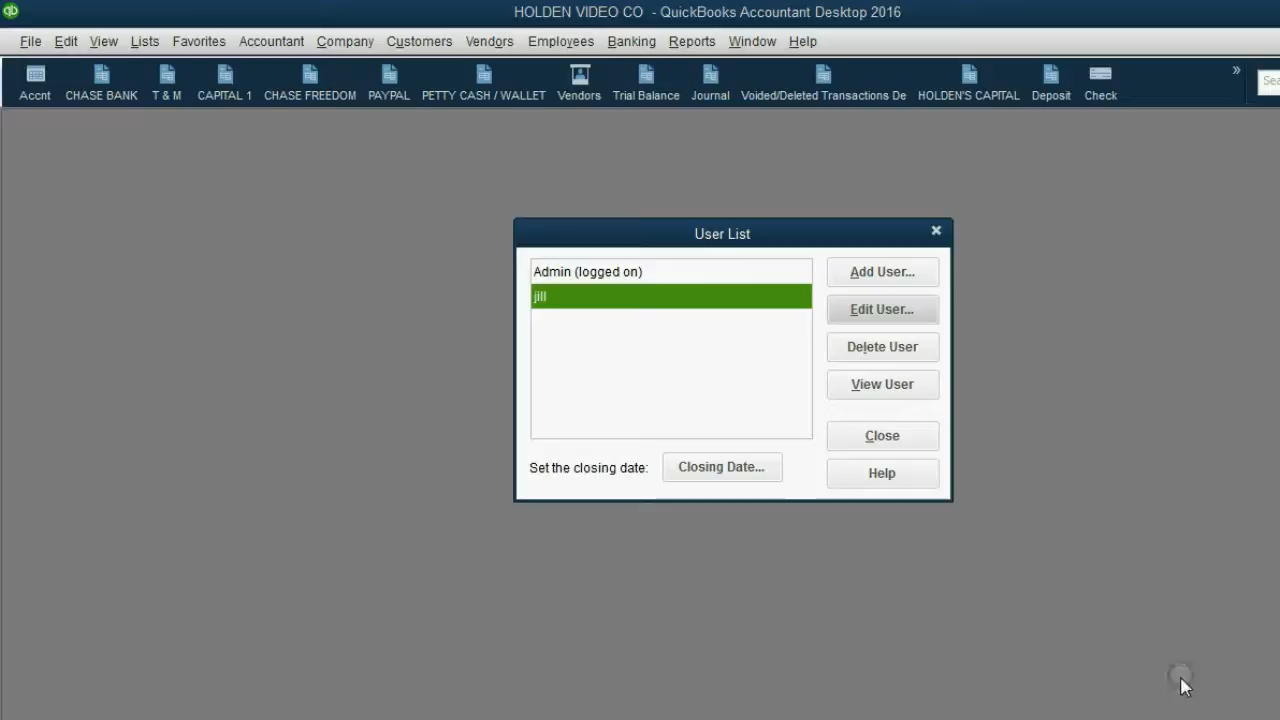 qb
HOLDEN VIDEO CO - QuickBooks Accountant Desktop 2016
File Edit View Lists Favorites Accountant Company Customers Vendors Employees Banking Reports Window Help
Accnt CHASE BANK T & M CAPITAL 1 CHASE FREEDOM PAYPAL PETTY CASH / WALLET Vendors Trial Balance Journal Voided/Deleted Transactions De HOLDEN'S CAPITAL Deposit Check » Sea
User List
Admin (logged on)
jill
Add User...
Edit User...
Delete User
View User
Close
Help
Set the closing date: Closing Date...